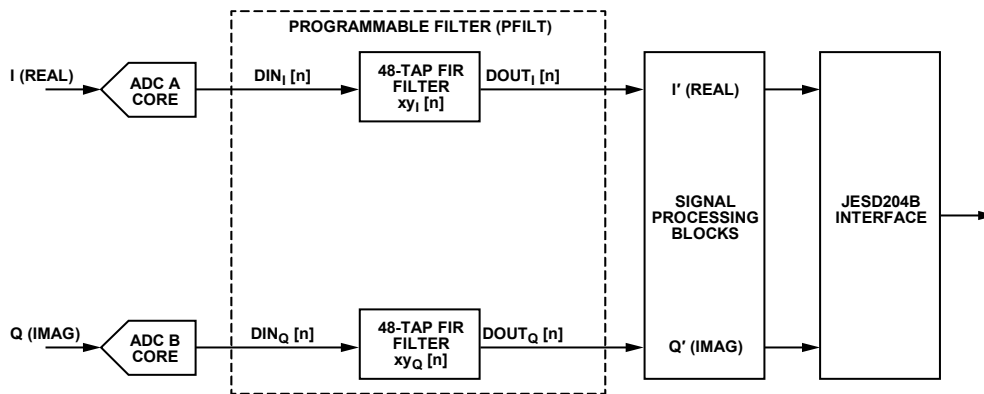 PROGRAMMABLE FILTER (PFILT)
I (REAL)
ADC A
CORE
DINI [n]
48-TAP FIR
FILTER
xyI [n]
DOUTI [n]
I′ (REAL)
SIGNAL
PROCESSING
BLOCKS
JESD204B
INTERFACE
Q (IMAG)
ADC B
CORE
DINQ [n]
48-TAP FIR
FILTER
xyQ [n]
DOUTQ [n]
Q′ (IMAG)